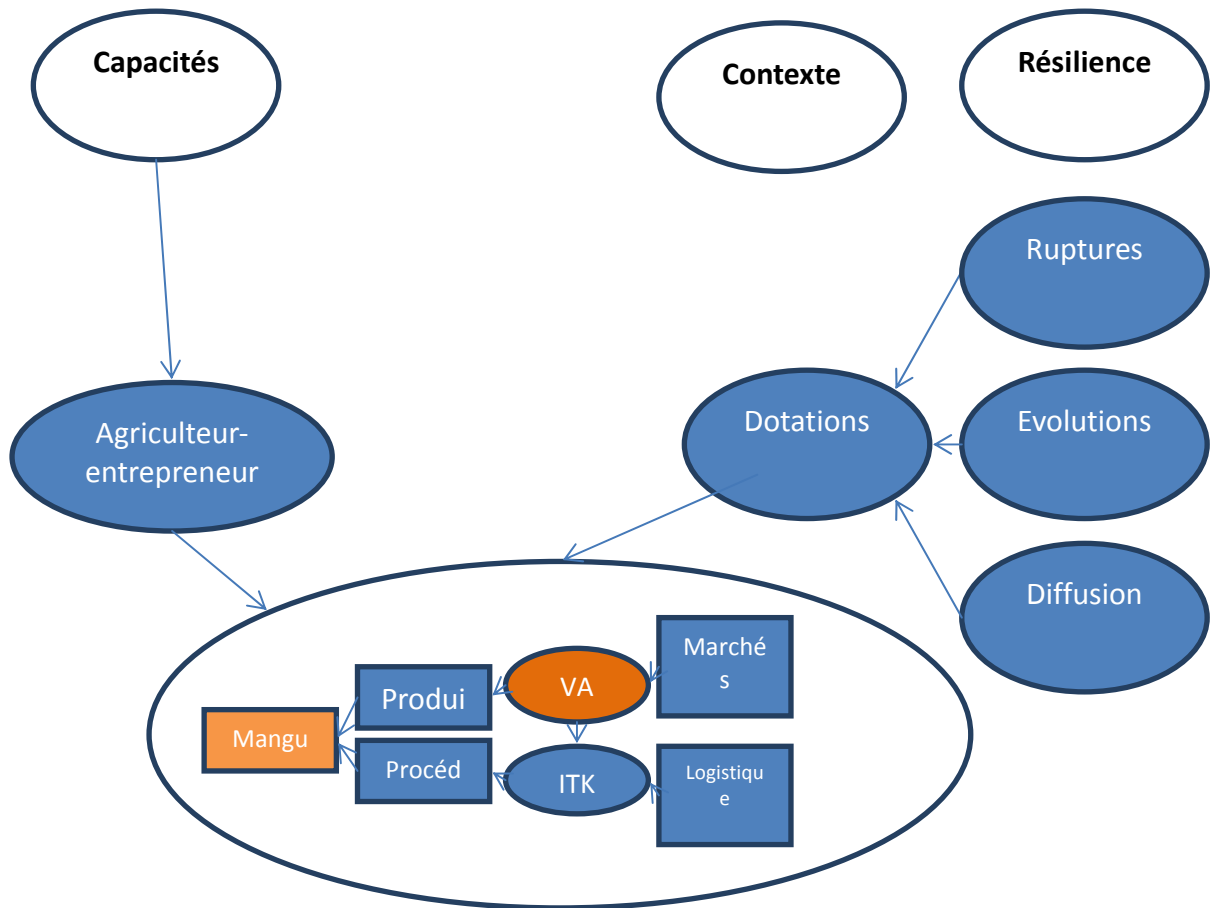 Capacités
Contexte
Résilience
Ruptures
Agriculteur-
entrepreneur
Dotations
Evolutions
Diffusion
Marché
s
VA
Produi
Mangu
Procéd
ITK
Logistiqu
e